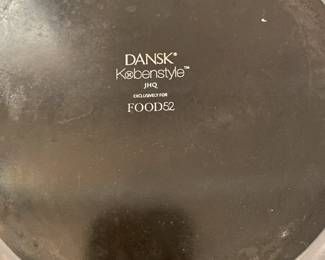 DANSK®
Købenstyle™
JHQ
EXCLUSIVELY FOR
FOOD52